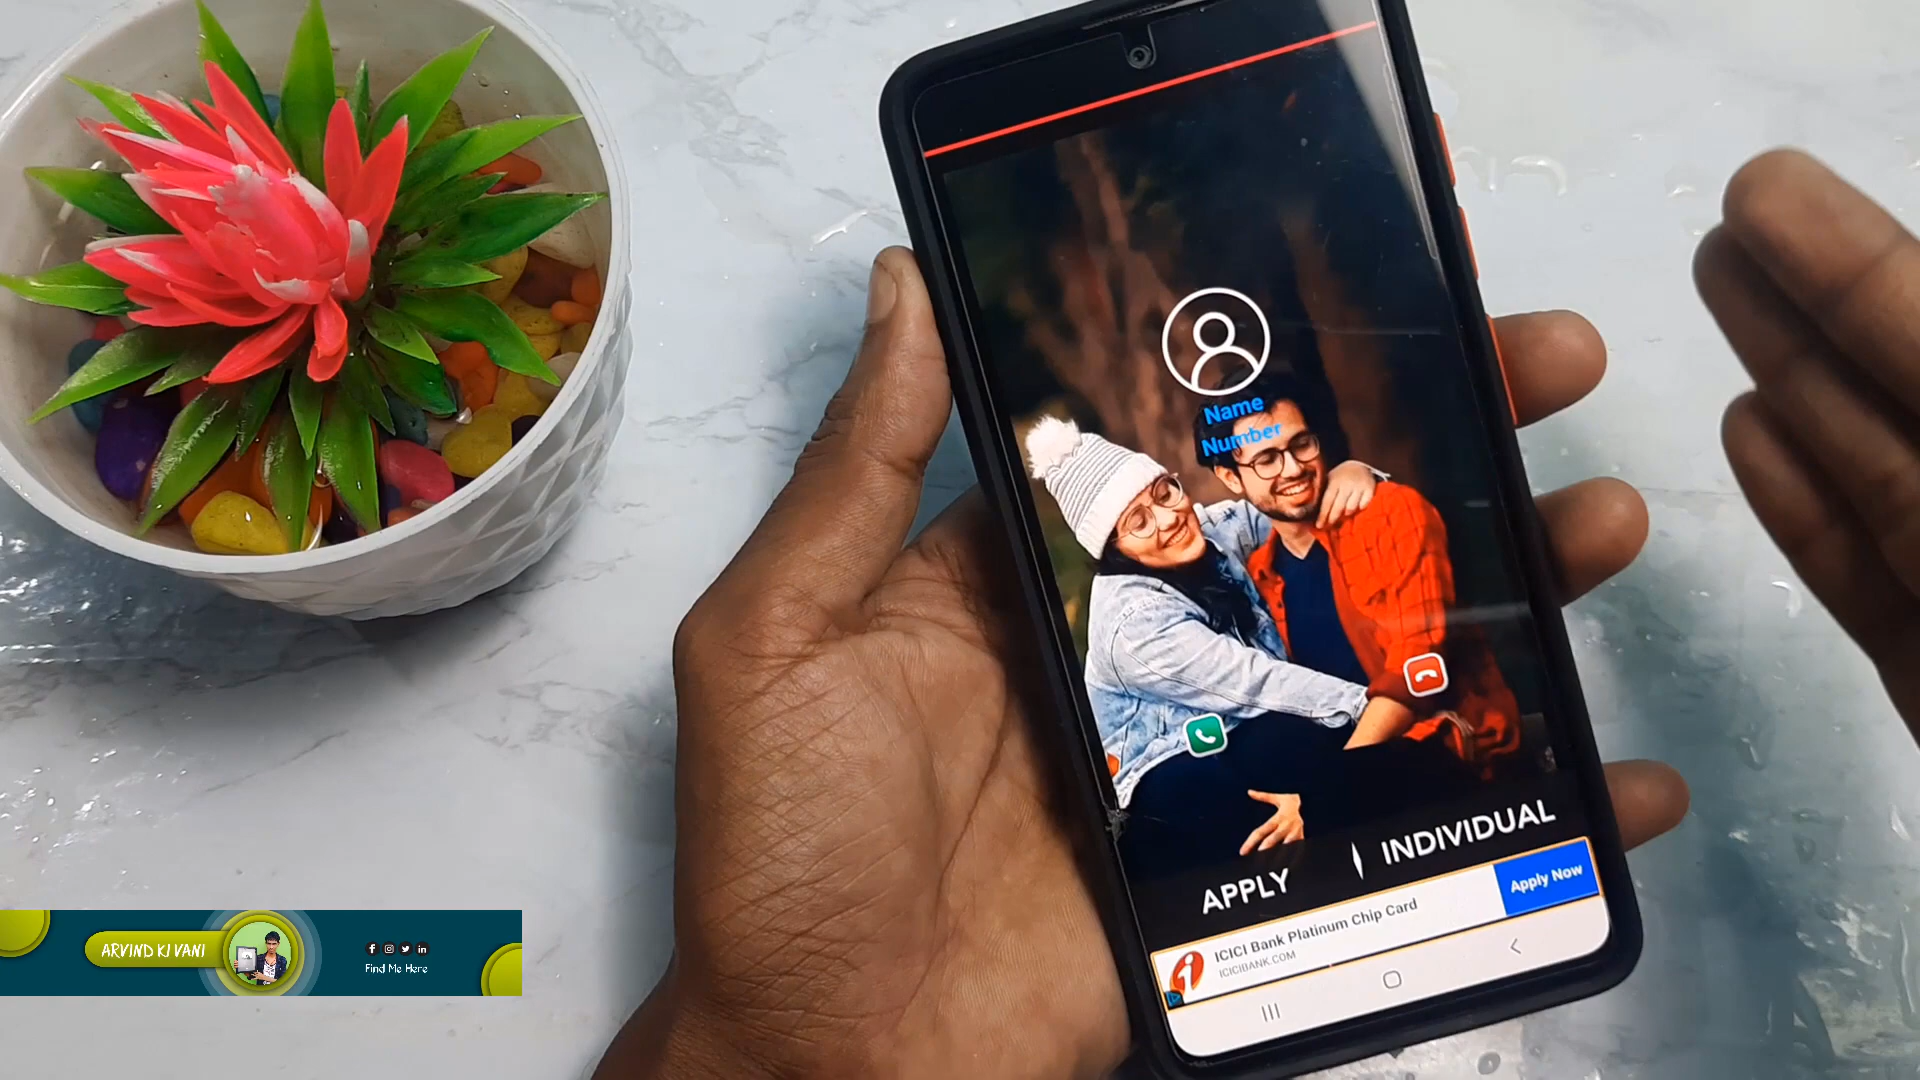 Name
Number
APPLY
INDIVIDUAL
ICICI Bank Platinum Chip Card
ICICIBANK.COM
Apply Now
ARVIND KI VANI
Find Me Here